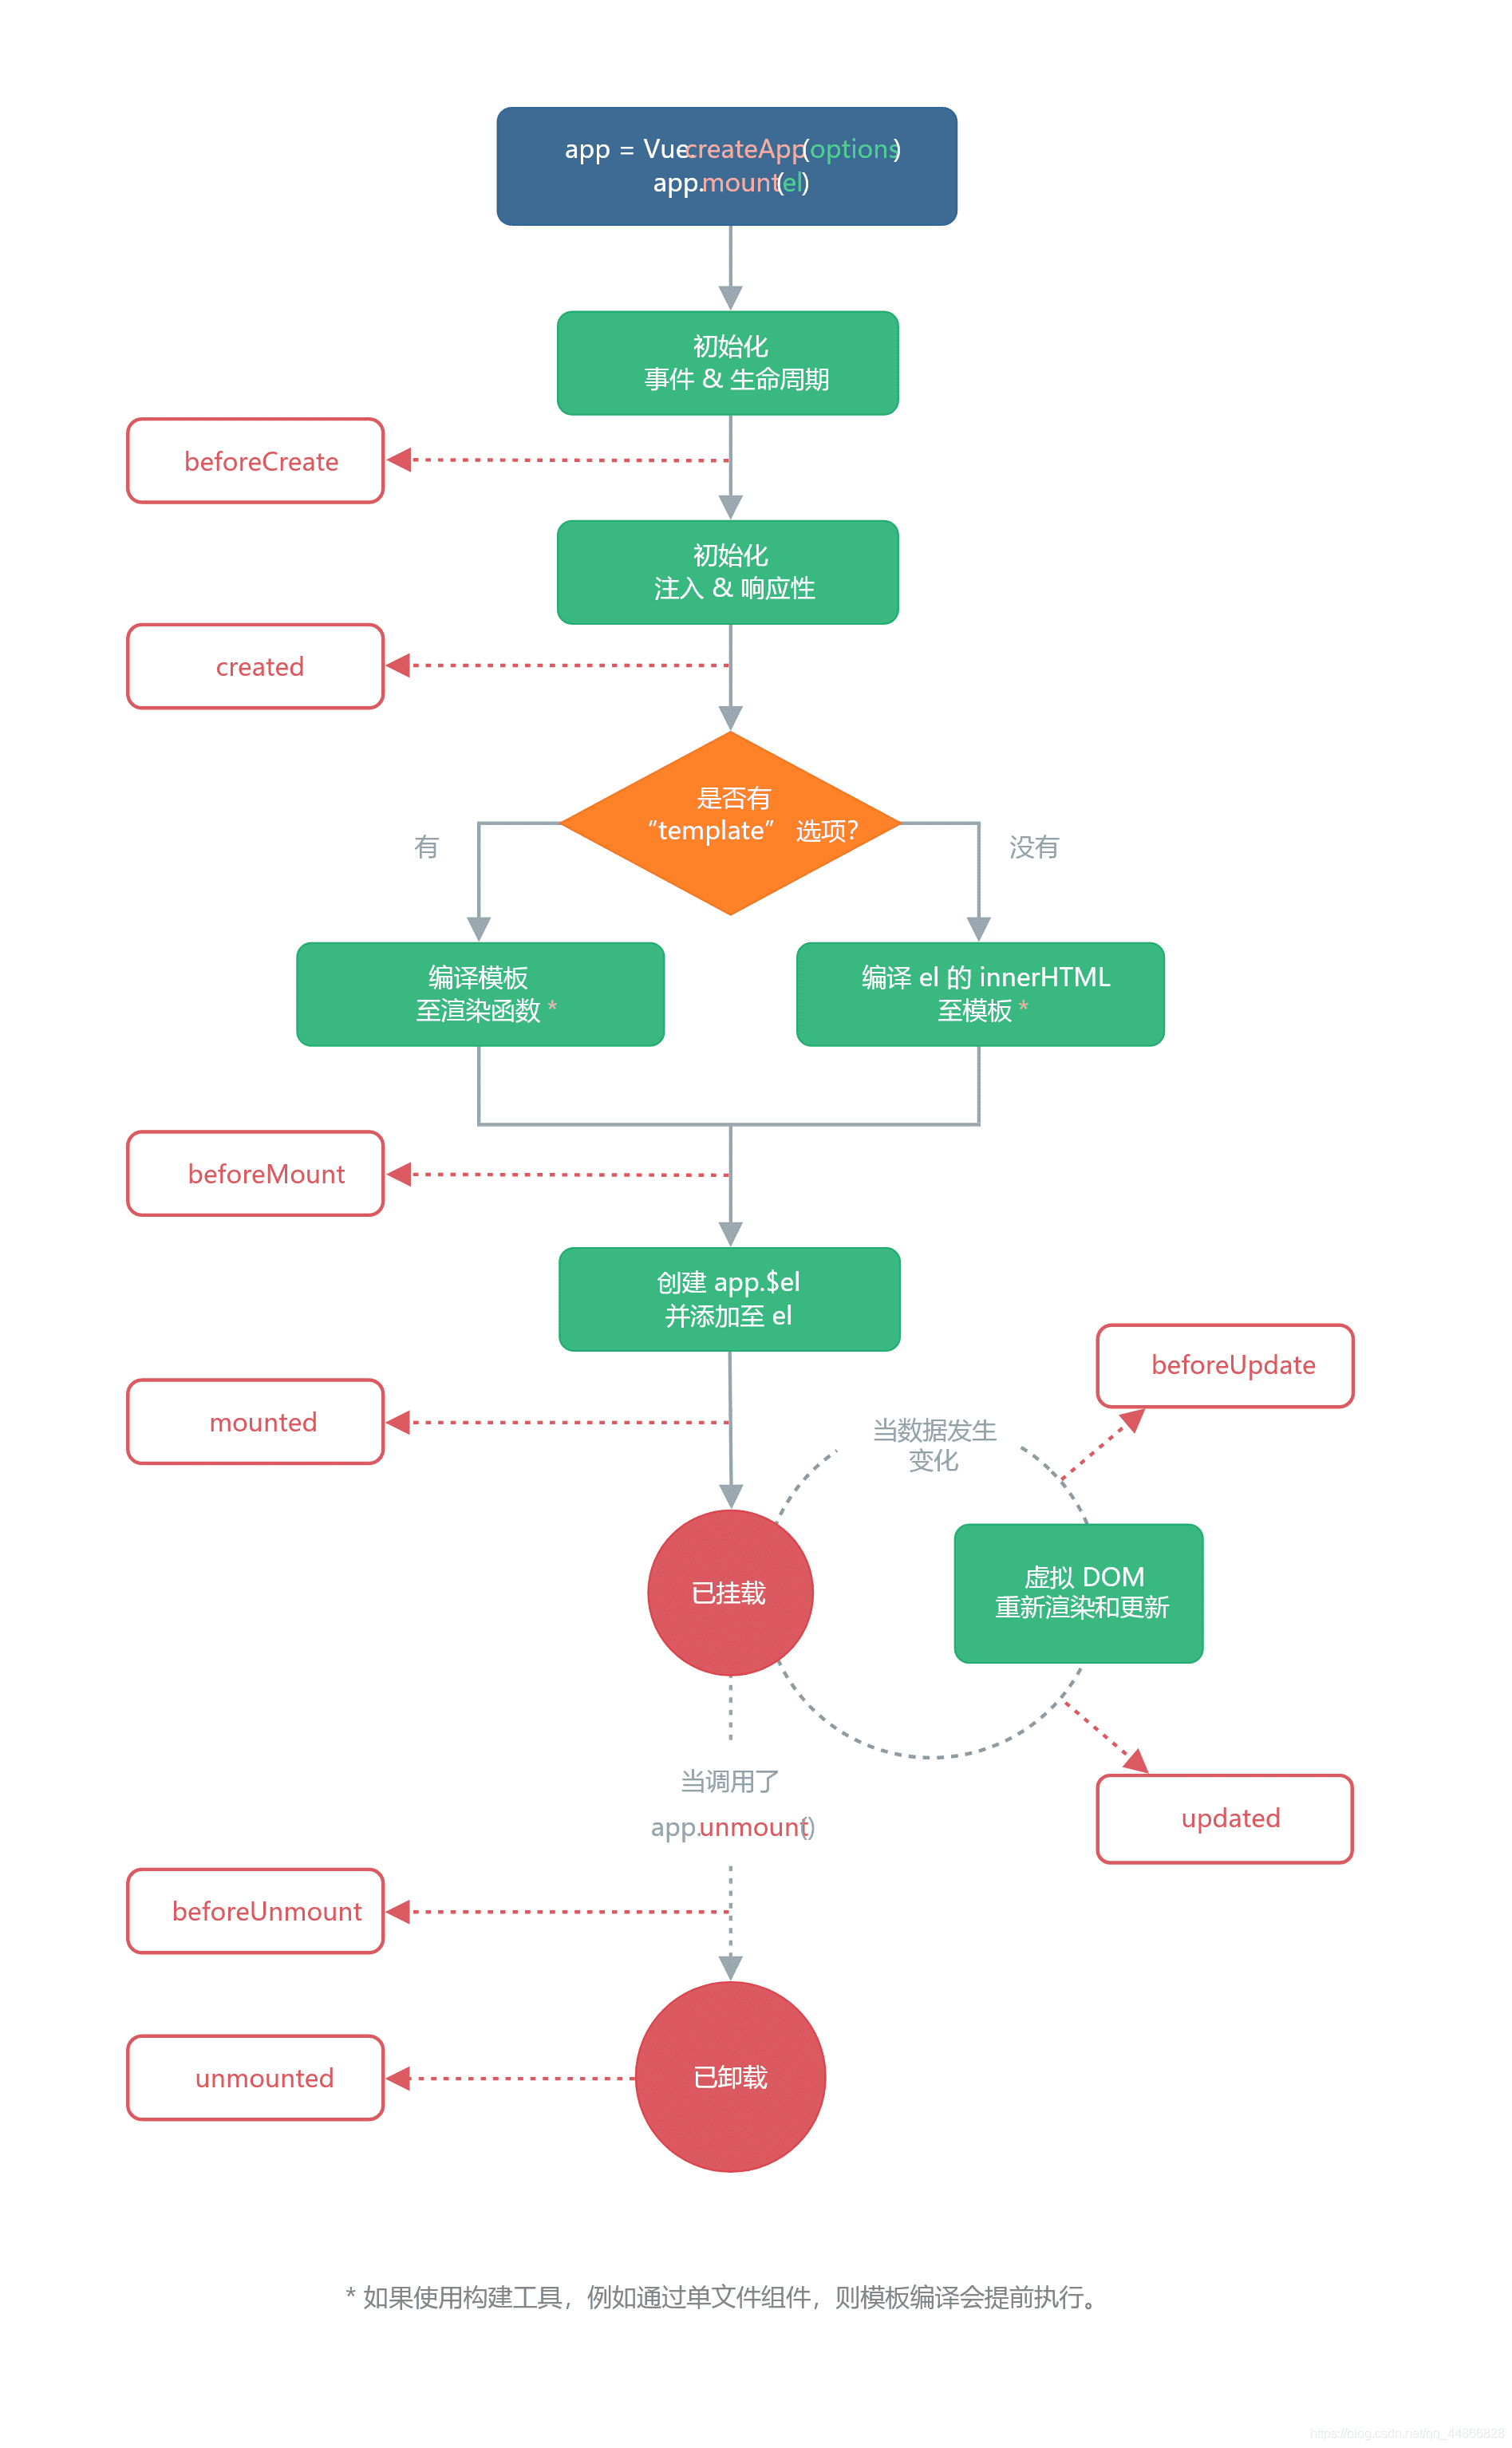 app = Vue.createApp(options)
app.mount(el)
初始化
事件 & 生命周期
beforeCreate
初始化
注入 & 响应性
created
是否有
“template” 选项?
有
没有
编译模板
至渲染函数 *
编译 el 的 innerHTML
至模板 *
beforeMount
创建 app.$el
并添加至 el
beforeUpdate
mounted
当数据发生
变化
已挂载
虚拟 DOM
重新渲染和更新
当调用了
app.unmount()
updated
beforeUnmount
已卸载
unmounted
* 如果使用构建工具，例如通过单文件组件，则模板编译会提前执行。
https://blog.csdn.net/qq_44866828